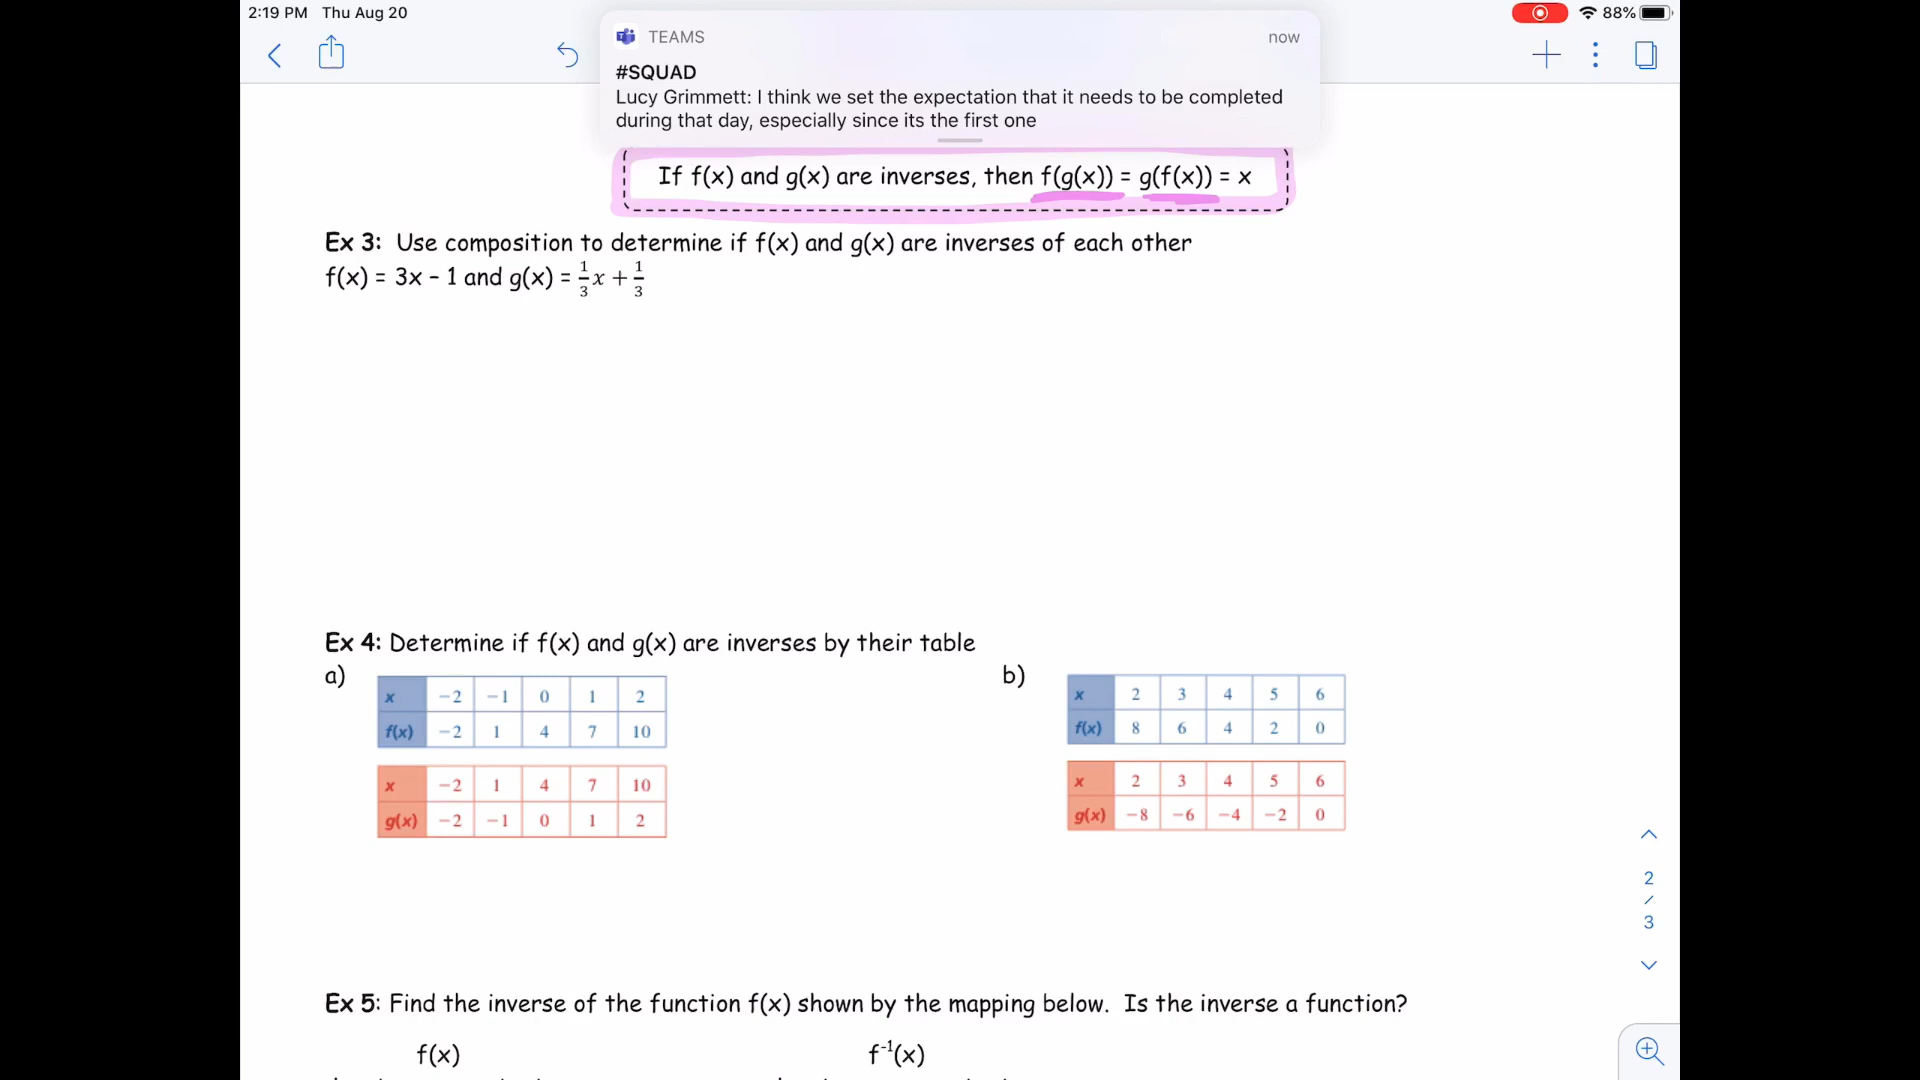 2:19 PM Thu Aug 20
88%
TEAMS
now
#SQUAD
Lucy Grimmett: I think we set the expectation that it needs to be completed
during that day, especially since its the first one
If f(x) and g(x) are inverses, then f(g(x)) = g(f(x)) = x
Ex 3: Use composition to determine if f(x) and g(x) are inverses of each other
f(x) = 3x – 1 and g(x) = 1/3 x + 1/3
Ex 4: Determine if f(x) and g(x) are inverses by their table
a)
x −2 −1 0 1 2
f(x) −2 1 4 7 10
x −2 1 4 7 10
g(x) −2 −1 0 1 2
b)
x 2 3 4 5 6
f(x) 8 6 4 2 0
x 2 3 4 5 6
g(x) −8 −6 −4 −2 0
2
/
3
Ex 5: Find the inverse of the function f(x) shown by the mapping below. Is the inverse a function?
f(x) f⁻¹(x)